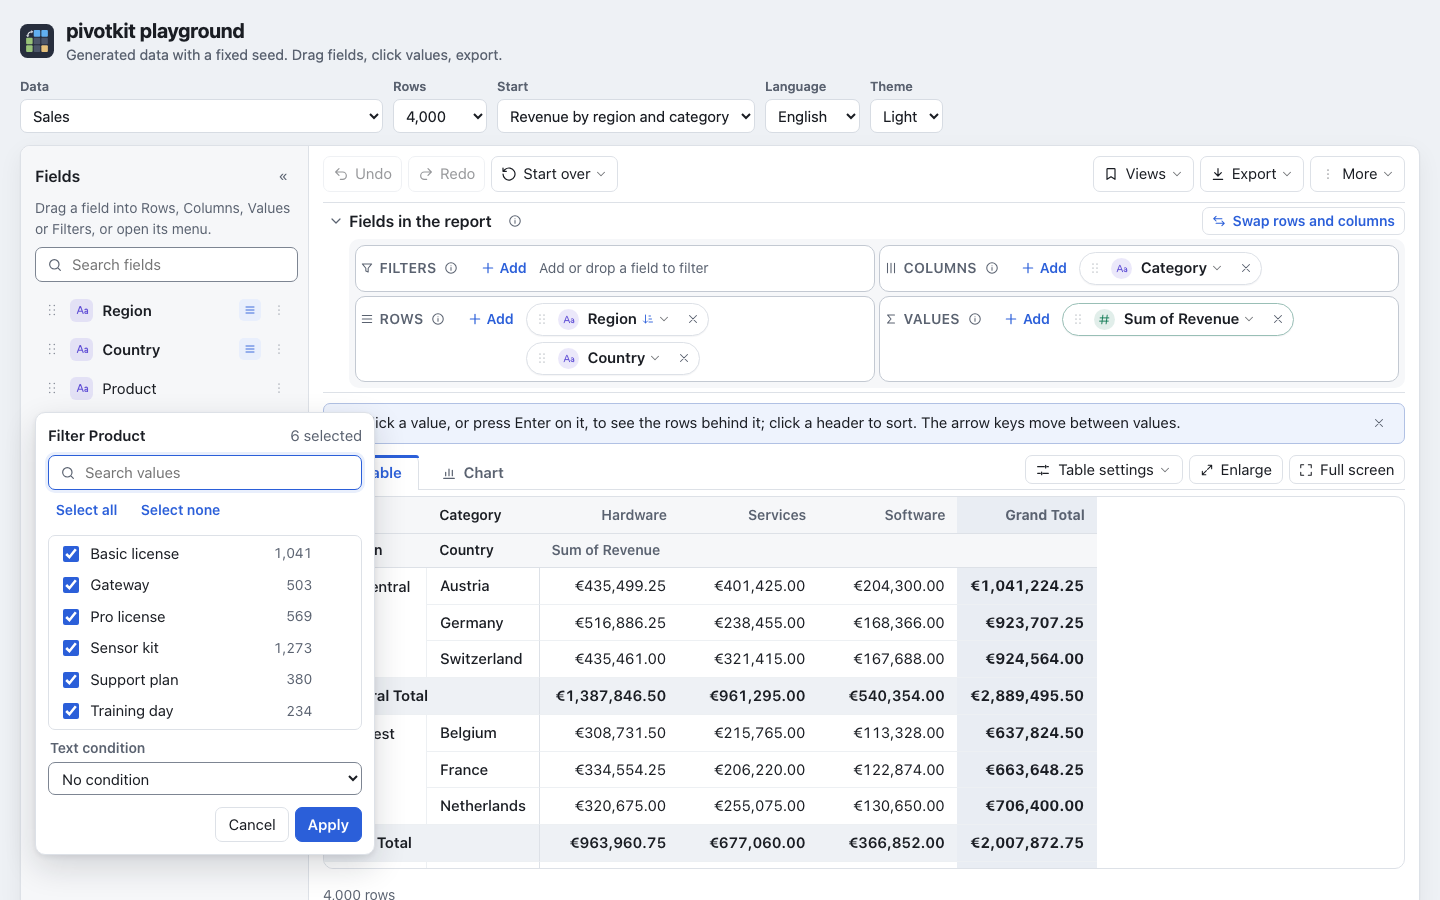 pivotkit playground
Generated data with a fixed seed. Drag fields, click values, export.
Data Rows Start Language Theme
Sales 4,000 Revenue by region and category English Light
Fields «
Drag a field into Rows, Columns, Values
or Filters, or open its menu.
Search fields
Aa Region
Aa Country
Aa Product
Filter Product 6 selected
Search values
Select all Select none
Basic license 1,041
Gateway 503
Pro license 569
Sensor kit 1,273
Support plan 380
Training day 234
Text condition
No condition
Cancel Apply
Undo Redo Start over Views Export More
Fields in the report Swap rows and columns
FILTERS + Add Add or drop a field to filter
COLUMNS + Add Aa Category
ROWS + Add Aa Region
Aa Country
VALUES + Add # Sum of Revenue
ick a value, or press Enter on it, to see the rows behind it; click a header to sort. The arrow keys move between values.
able Chart Table settings Enlarge Full screen
Category Hardware Services Software Grand Total
n Country Sum of Revenue
entral Austria €435,499.25 €401,425.00 €204,300.00 €1,041,224.25
Germany €516,886.25 €238,455.00 €168,366.00 €923,707.25
Switzerland €435,461.00 €321,415.00 €167,688.00 €924,564.00
ral Total €1,387,846.50 €961,295.00 €540,354.00 €2,889,495.50
est Belgium €308,731.50 €215,765.00 €113,328.00 €637,824.50
France €334,554.25 €206,220.00 €122,874.00 €663,648.25
Netherlands €320,675.00 €255,075.00 €130,650.00 €706,400.00
Total €963,960.75 €677,060.00 €366,852.00 €2,007,872.75
4,000 rows